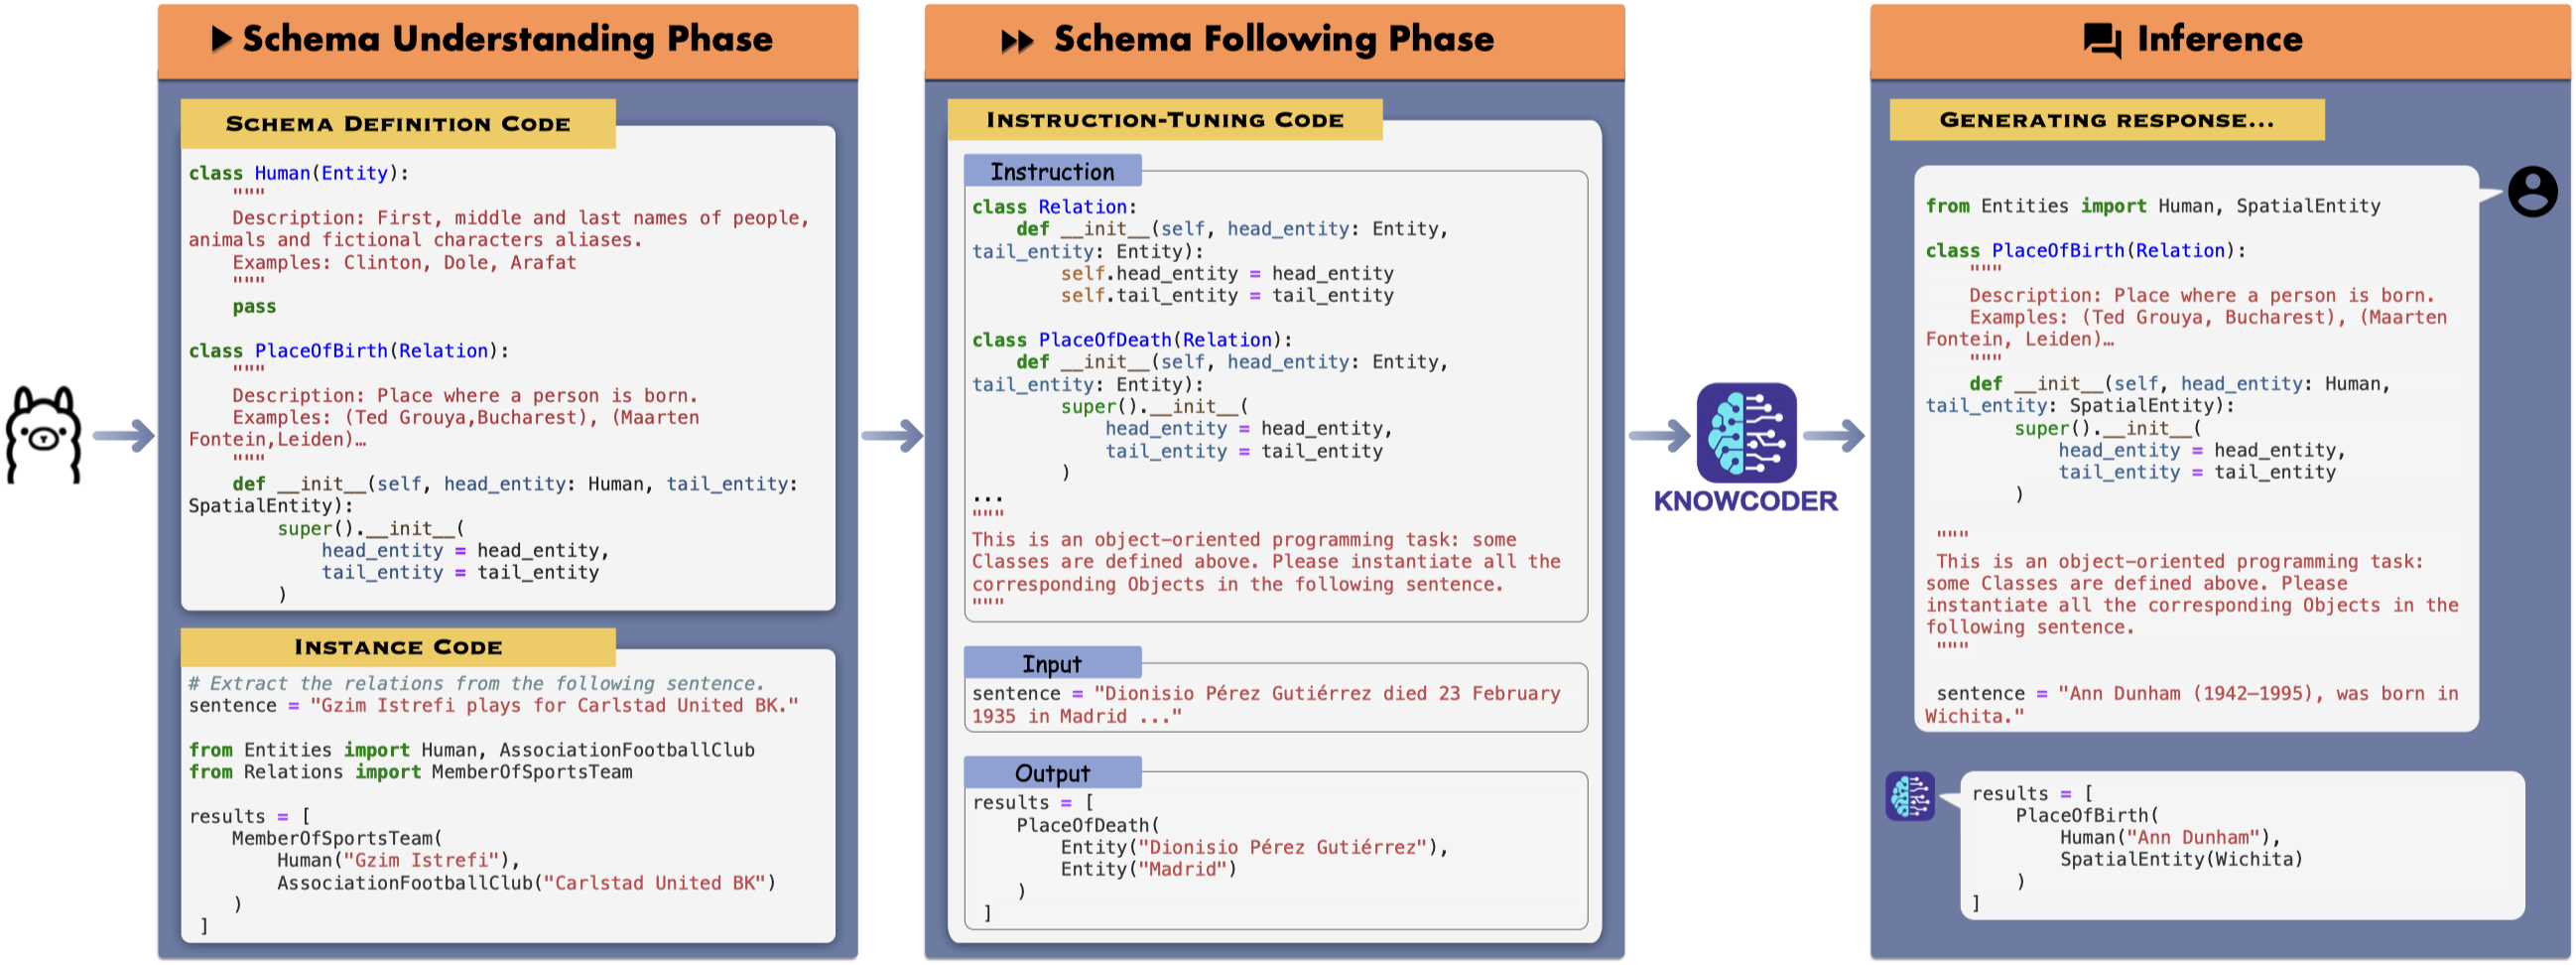 Schema Understanding Phase
SCHEMA DEFINITION CODE
class Human(Entity):
    """
    Description: First, middle and last names of people,
animals and fictional characters aliases.
    Examples: Clinton, Dole, Arafat
    """
    pass
class PlaceOfBirth(Relation):
    """
    Description: Place where a person is born.
    Examples: (Ted Grouya,Bucharest), (Maarten
Fontein,Leiden)…
    """
    def __init__(self, head_entity: Human, tail_entity:
SpatialEntity):
        super().__init__(
            head_entity = head_entity,
            tail_entity = tail_entity
        )
INSTANCE CODE
# Extract the relations from the following sentence.
sentence = "Gzim Istrefi plays for Carlstad United BK."
from Entities import Human, AssociationFootballClub
from Relations import MemberOfSportsTeam
results = [
    MemberOfSportsTeam(
        Human("Gzim Istrefi"),
        AssociationFootballClub("Carlstad United BK")
    )
]
Schema Following Phase
INSTRUCTION-TUNING CODE
Instruction
class Relation:
    def __init__(self, head_entity: Entity,
tail_entity: Entity):
        self.head_entity = head_entity
        self.tail_entity = tail_entity
class PlaceOfDeath(Relation):
    def __init__(self, head_entity: Entity,
tail_entity: Entity):
        super().__init__(
            head_entity = head_entity,
            tail_entity = tail_entity
        )
...
"""
This is an object-oriented programming task: some
Classes are defined above. Please instantiate all the
corresponding Objects in the following sentence.
"""
Input
sentence = "Dionisio Pérez Gutiérrez died 23 February
1935 in Madrid ..."
Output
results = [
    PlaceOfDeath(
        Entity("Dionisio Pérez Gutiérrez"),
        Entity("Madrid")
    )
]
KNOWCODER
Inference
GENERATING RESPONSE...
from Entities import Human, SpatialEntity
class PlaceOfBirth(Relation):
    """
    Description: Place where a person is born.
    Examples: (Ted Grouya, Bucharest), (Maarten
Fontein, Leiden)…
    """
    def __init__(self, head_entity: Human,
tail_entity: SpatialEntity):
        super().__init__(
            head_entity = head_entity,
            tail_entity = tail_entity
        )
"""
This is an object-oriented programming task:
some Classes are defined above. Please
instantiate all the corresponding Objects in the
following sentence.
"""
sentence = "Ann Dunham (1942–1995), was born in
Wichita."
results = [
    PlaceOfBirth(
        Human("Ann Dunham"),
        SpatialEntity(Wichita)
    )
]